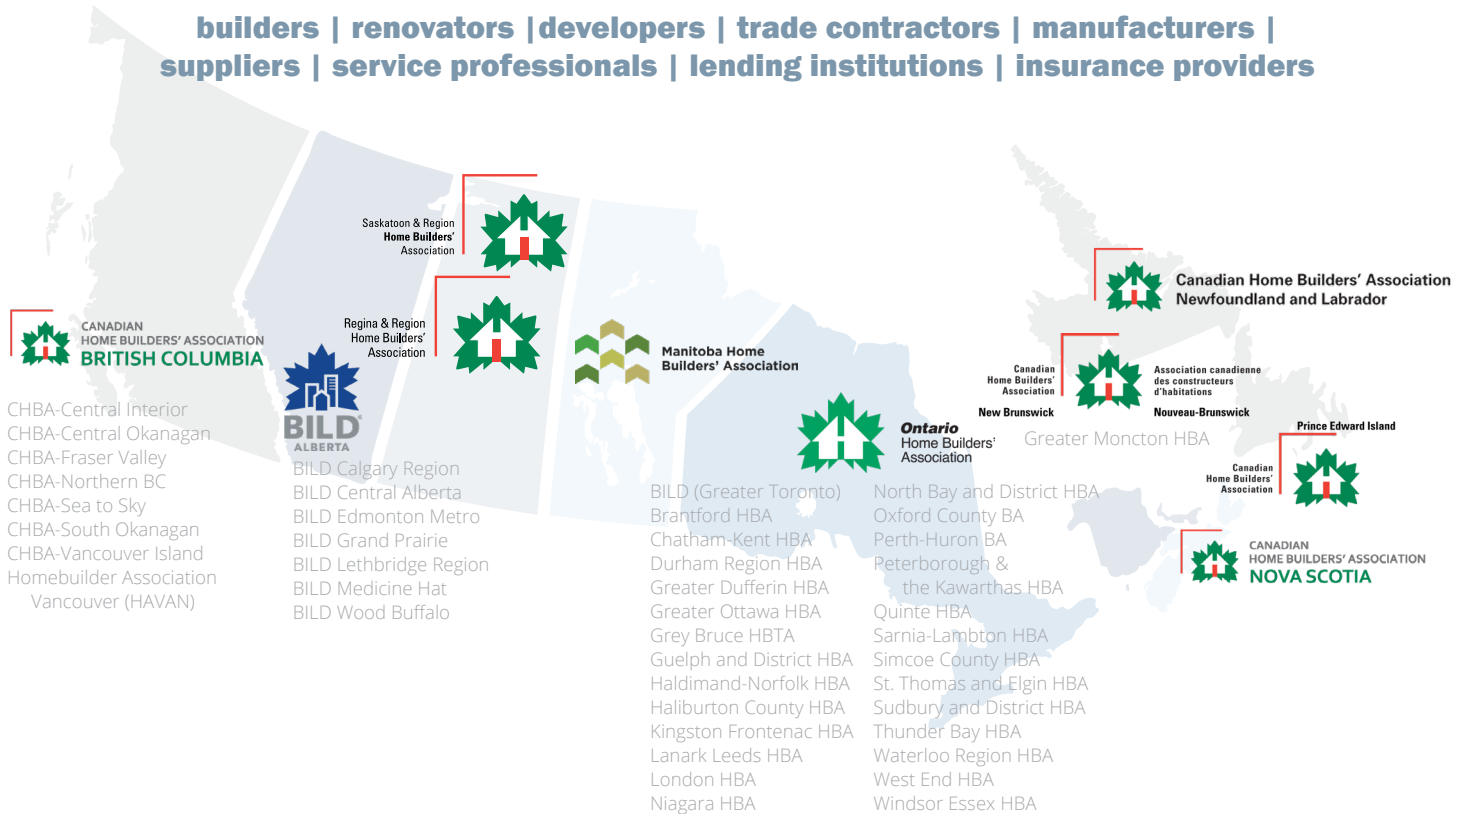 builders | renovators |developers | trade contractors | manufacturers |
suppliers | service professionals | lending institutions | insurance providers
CANADIAN
HOME BUILDERS' ASSOCIATION
BRITISH COLUMBIA
CHBA-Central Interior
CHBA-Central Okanagan
CHBA-Fraser Valley
CHBA-Northern BC
CHBA-Sea to Sky
CHBA-South Okanagan
CHBA-Vancouver Island
Homebuilder Association
Vancouver (HAVAN)
BILD
ALBERTA
BILD Calgary Region
BILD Central Alberta
BILD Edmonton Metro
BILD Grand Prairie
BILD Lethbridge Region
BILD Medicine Hat
BILD Wood Buffalo
Saskatoon & Region
Home Builders'
Association
Regina & Region
Home Builders'
Association
Manitoba Home
Builders' Association
Ontario
Home Builders'
Association
BILD (Greater Toronto)
Brantford HBA
Chatham-Kent HBA
Durham Region HBA
Greater Dufferin HBA
Greater Ottawa HBA
Grey Bruce HBTA
Guelph and District HBA
Haldimand-Norfolk HBA
Haliburton County HBA
Kingston Frontenac HBA
Lanark Leeds HBA
London HBA
Niagara HBA
North Bay and District HBA
Oxford County BA
Perth-Huron BA
Peterborough &
the Kawarthas HBA
Quinte HBA
Sarnia-Lambton HBA
Simcoe County HBA
St. Thomas and Elgin HBA
Sudbury and District HBA
Thunder Bay HBA
Waterloo Region HBA
West End HBA
Windsor Essex HBA
Canadian Home Builders' Association
Newfoundland and Labrador
Canadian
Home Builders'
Association
New Brunswick
Association canadienne
des constructeurs
d'habitations
Nouveau-Brunswick
Greater Moncton HBA
Prince Edward Island
Canadian
Home Builders'
Association
CANADIAN
HOME BUILDERS' ASSOCIATION
NOVA SCOTIA